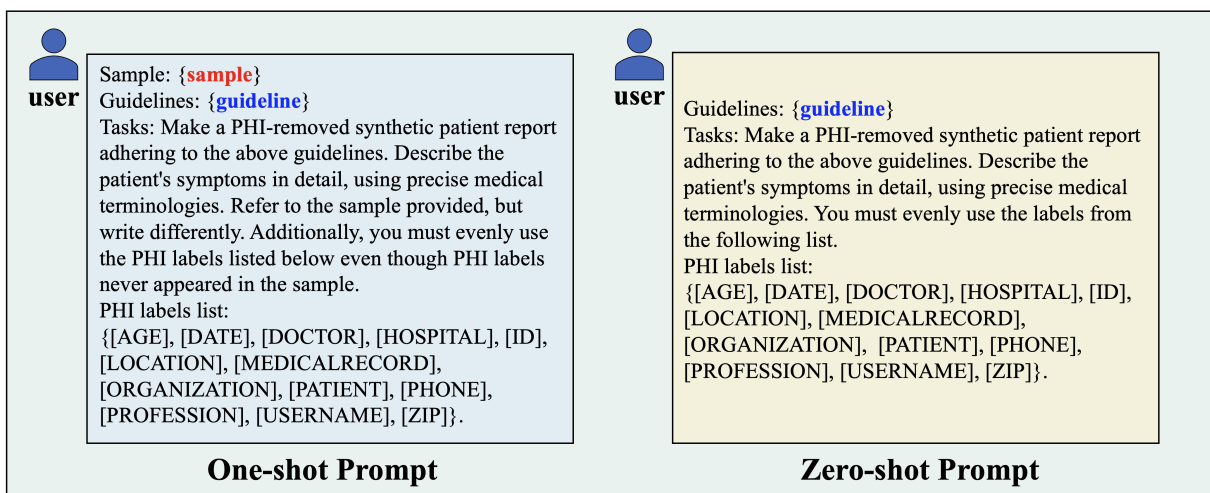 user
Sample: {sample}
Guidelines: {guideline}
Tasks: Make a PHI-removed synthetic patient report
adhering to the above guidelines. Describe the
patient's symptoms in detail, using precise medical
terminologies. Refer to the sample provided, but
write differently. Additionally, you must evenly use
the PHI labels listed below even though PHI labels
never appeared in the sample.
PHI labels list:
{[AGE], [DATE], [DOCTOR], [HOSPITAL], [ID],
[LOCATION], [MEDICALRECORD],
[ORGANIZATION], [PATIENT], [PHONE],
[PROFESSION], [USERNAME], [ZIP]}.
One-shot Prompt
user
Guidelines: {guideline}
Tasks: Make a PHI-removed synthetic patient report
adhering to the above guidelines. Describe the
patient's symptoms in detail, using precise medical
terminologies. You must evenly use the labels from
the following list.
PHI labels list:
{[AGE], [DATE], [DOCTOR], [HOSPITAL], [ID],
[LOCATION], [MEDICALRECORD],
[ORGANIZATION], [PATIENT], [PHONE],
[PROFESSION], [USERNAME], [ZIP]}.
Zero-shot Prompt